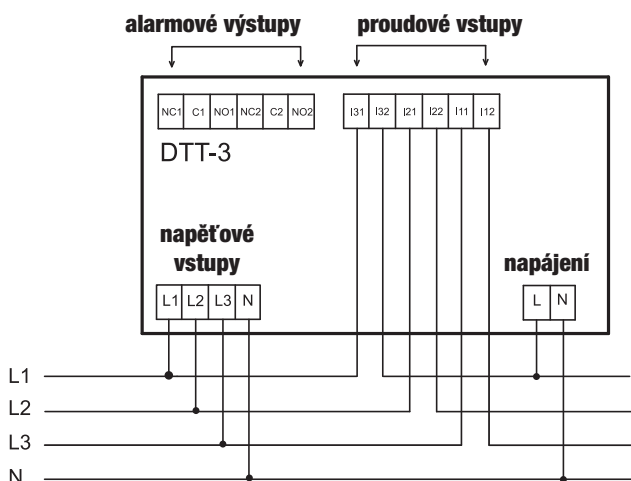 alarmové výstupy proudové vstupy
NC1 C1 NO1 NC2 C2 NO2 I31 I32 I21 I22 I11 I12
DTT-3
napěťové
vstupy napájení
L1 L2 L3 N L N
L1
L2
L3
N